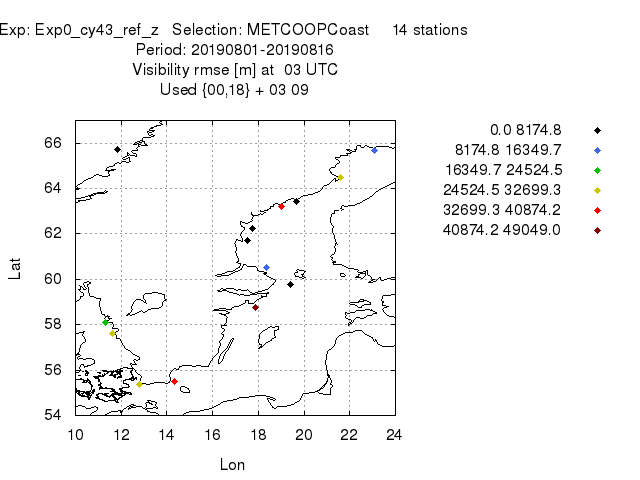 Exp: Exp0_cy43_ref_z Selection: METCOOPCoast 14 stations
Period: 20190801-20190816
Visibility rmse [m] at 03 UTC
Used {00,18} + 03 09
0.0 8174.8
8174.8 16349.7
16349.7 24524.5
24524.5 32699.3
32699.3 40874.2
40874.2 49049.0
66
64
62
60
58
56
54
Lat
10 12 14 16 18 20 22 24
Lon